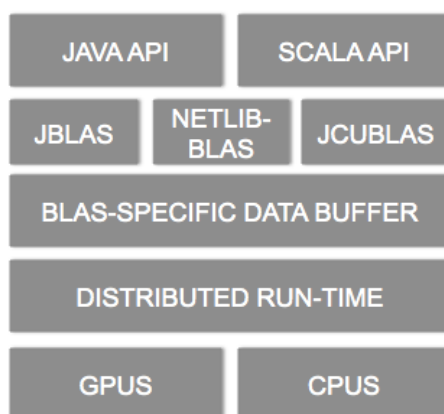 JAVA API
SCALA API
JBLAS
NETLIB-
BLAS
JCUBLAS
BLAS-SPECIFIC DATA BUFFER
DISTRIBUTED RUN-TIME
GPUS
CPUS